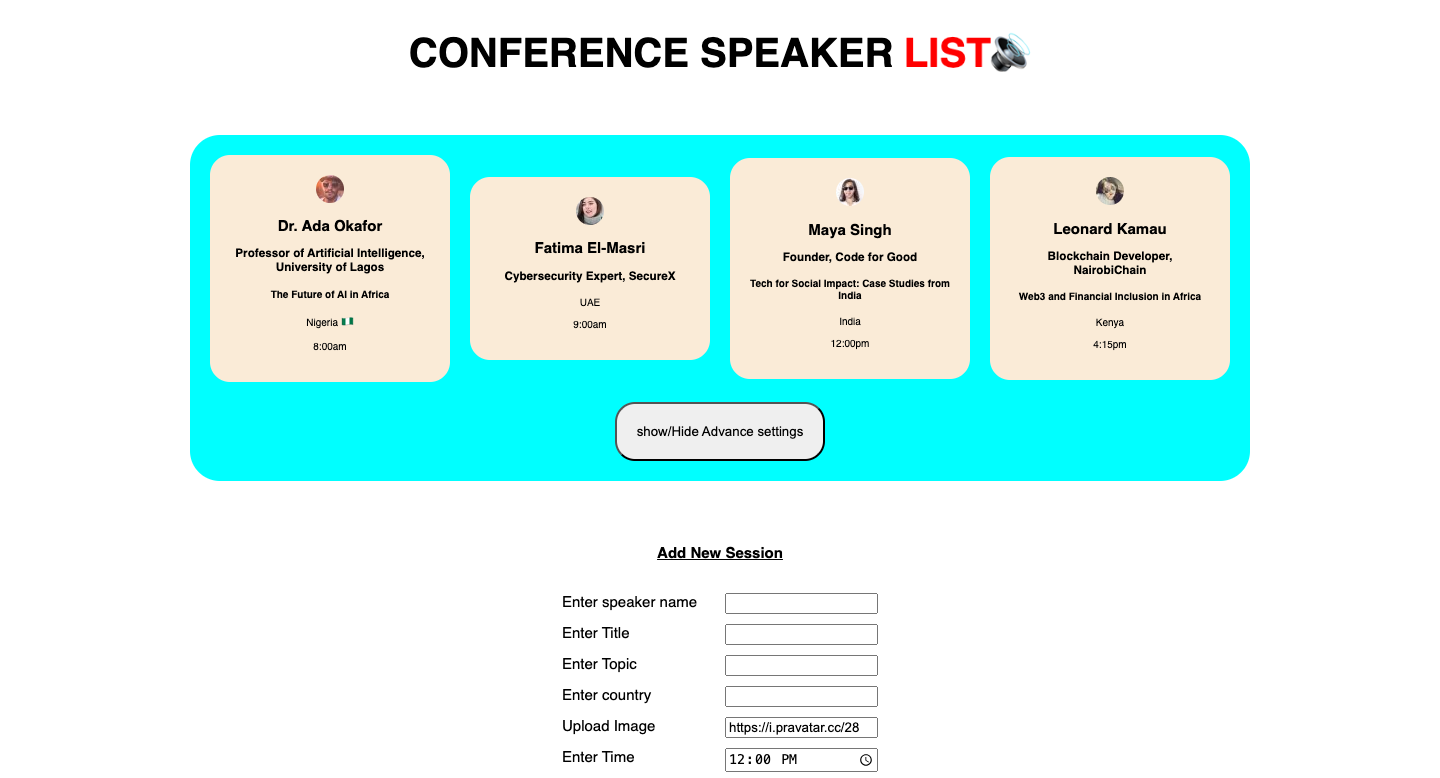 CONFERENCE SPEAKER LIST🔊
Dr. Ada Okafor
Professor of Artificial Intelligence,
University of Lagos
The Future of AI in Africa
Nigeria 🇳🇬
8:00am
Fatima El-Masri
Cybersecurity Expert, SecureX
UAE
9:00am
Maya Singh
Founder, Code for Good
Tech for Social Impact: Case Studies from
India
India
12:00pm
Leonard Kamau
Blockchain Developer,
NairobiChain
Web3 and Financial Inclusion in Africa
Kenya
4:15pm
show/Hide Advance settings
Add New Session
Enter speaker name
Enter Title
Enter Topic
Enter country
Upload Image https://i.pravatar.cc/28
Enter Time 12:00 PM